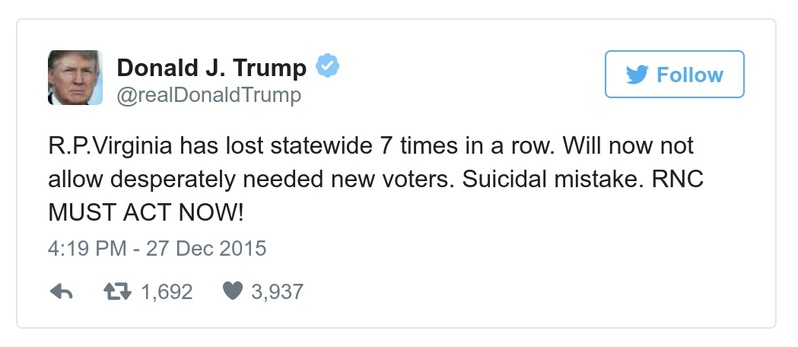 Donald J. Trump
@realDonaldTrump
Follow
R.P.Virginia has lost statewide 7 times in a row. Will now not
allow desperately needed new voters. Suicidal mistake. RNC
MUST ACT NOW!
4:19 PM - 27 Dec 2015
1,692 3,937